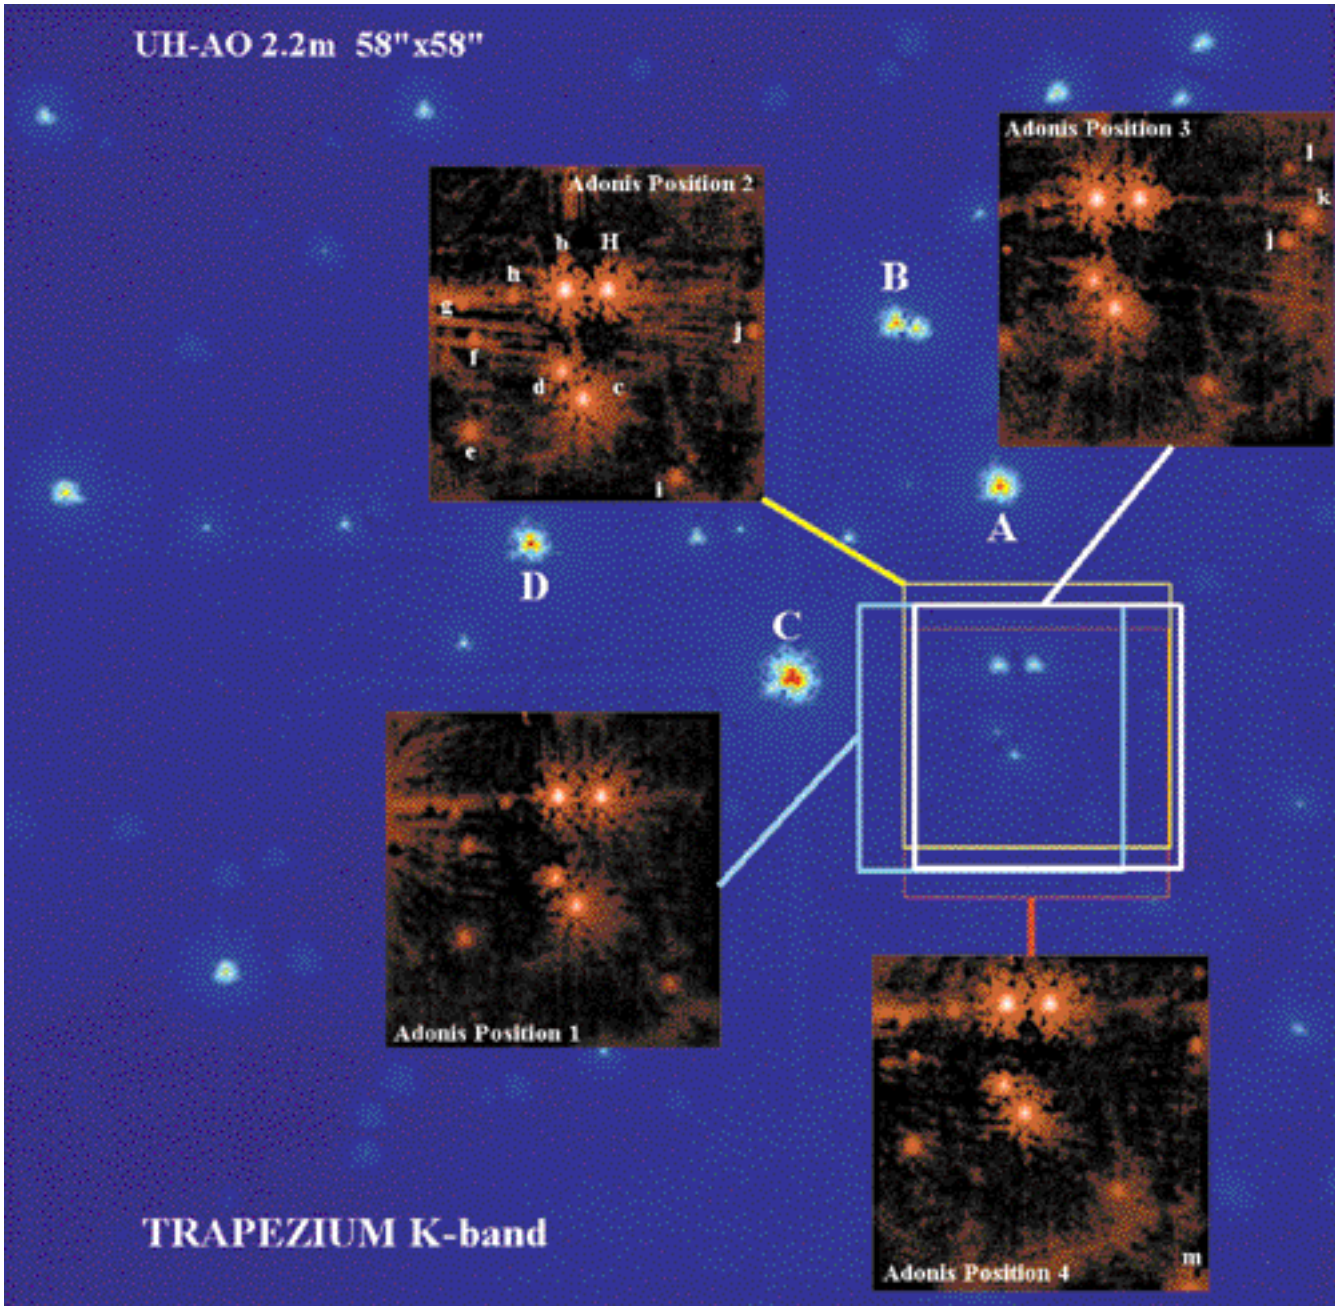 UH-AO 2.2m 58"x58"
Adonis Position 3
l
k
j
Adonis Position 2
b H
h
g
j
f
d c
e
i
B
A
D
C
Adonis Position 1
m
Adonis Position 4
TRAPEZIUM K-band